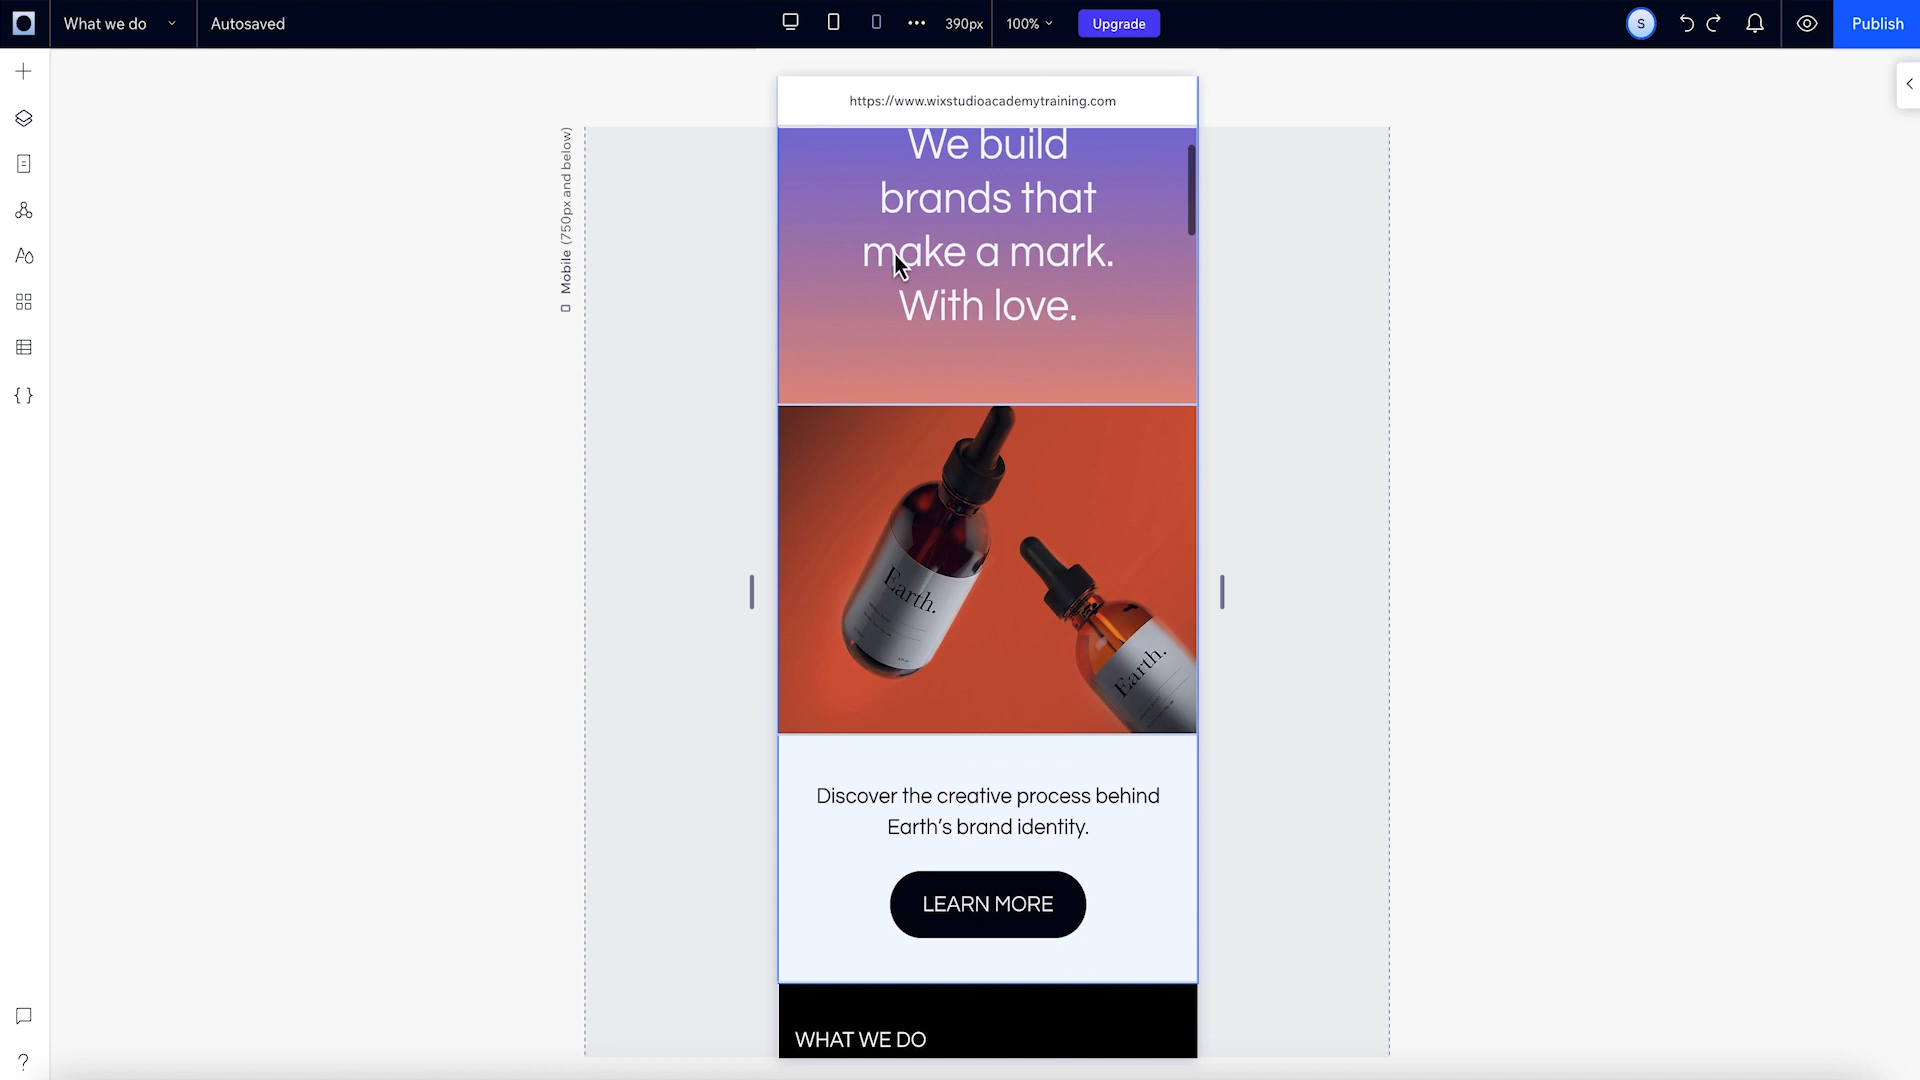 What we do
Autosaved
390px
100%
Upgrade
S
Publish
https://www.wixstudioacademytraining.com
Mobile (750px and below)
We build
brands that
make a mark.
With love.
Earth.
Earth.
Discover the creative process behind
Earth's brand identity.
LEARN MORE
WHAT WE DO